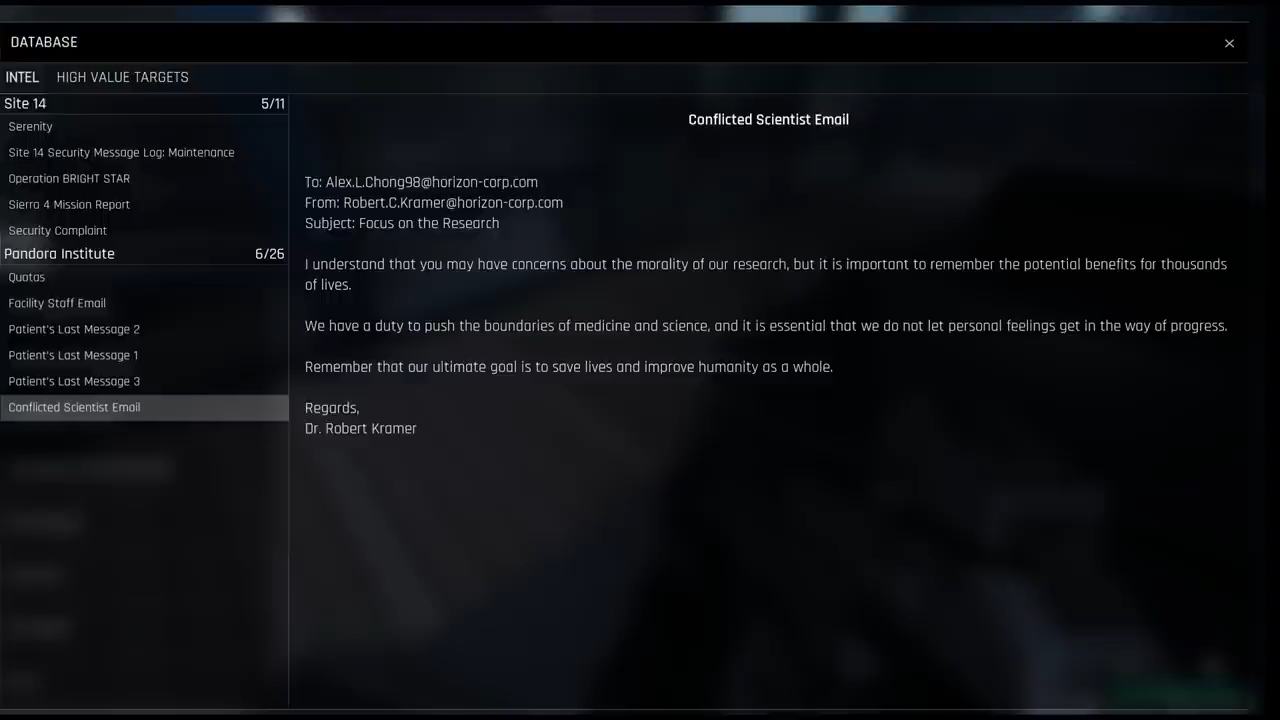 DATABASE
×
INTEL HIGH VALUE TARGETS
Site 14 5/11
Serenity
Site 14 Security Message Log: Maintenance
Operation BRIGHT STAR
Sierra 4 Mission Report
Security Complaint
Pandora Institute 6/26
Quotas
Facility Staff Email
Patient's Last Message 2
Patient's Last Message 1
Patient's Last Message 3
Conflicted Scientist Email
Conflicted Scientist Email
To: Alex.L.Chong98@horizon-corp.com
From: Robert.C.Kramer@horizon-corp.com
Subject: Focus on the Research
I understand that you may have concerns about the morality of our research, but it is important to remember the potential benefits for thousands
of lives.
We have a duty to push the boundaries of medicine and science, and it is essential that we do not let personal feelings get in the way of progress.
Remember that our ultimate goal is to save lives and improve humanity as a whole.
Regards,
Dr. Robert Kramer